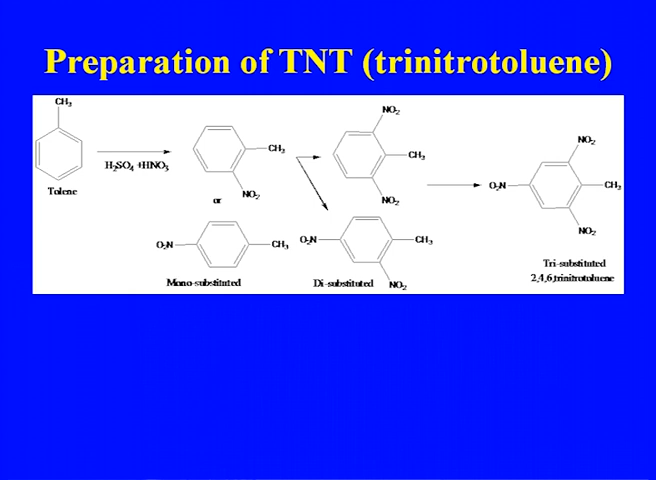 Preparation of TNT (trinitrotoluene)
CH₃
H₂SO₄ +HNO₃
Tolene
CH₃
NO₂
or
O₂N
CH₃
Mono-substituted
NO₂
CH₃
NO₂
O₂N
CH₃
NO₂
Di-substituted
NO₂
O₂N
CH₃
NO₂
Tri-substituted
2,4,6,trinitrotoluene